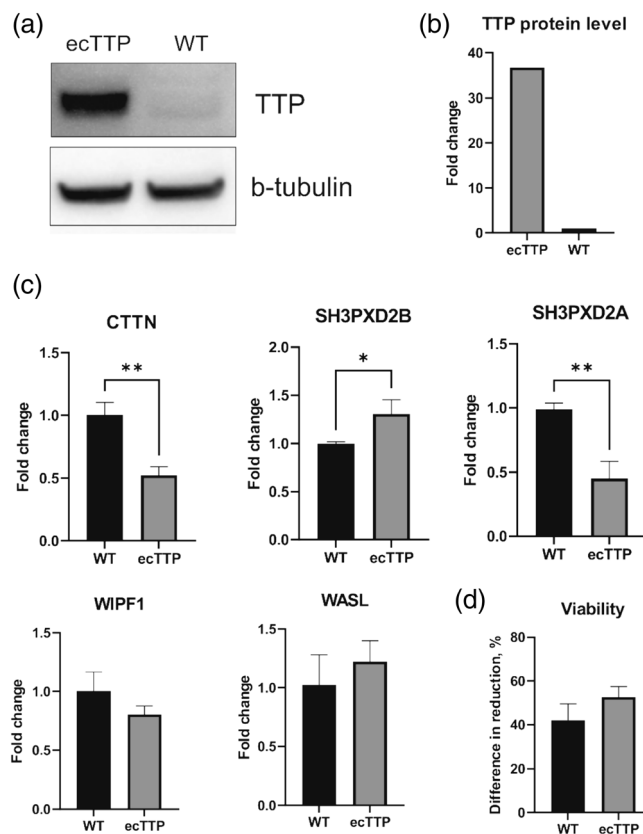 (a)
ecTTP WT
TTP
b-tubulin
(b)
TTP protein level
Fold change
40
30
20
10
0
ecTTP WT
(c)
CTTN
Fold change
1.5
1.0
0.5
0.0
**
WT ecTTP
SH3PXD2B
Fold change
2.0
1.5
1.0
0.5
0.0
*
WT ecTTP
SH3PXD2A
Fold change
1.5
1.0
0.5
0.0
**
WT ecTTP
WIPF1
Fold change
1.5
1.0
0.5
0.0
WT ecTTP
WASL
Fold change
1.5
1.0
0.5
0.0
WT ecTTP
(d)
Viability
Difference in reduction, %
80
60
40
20
0
WT ecTTP